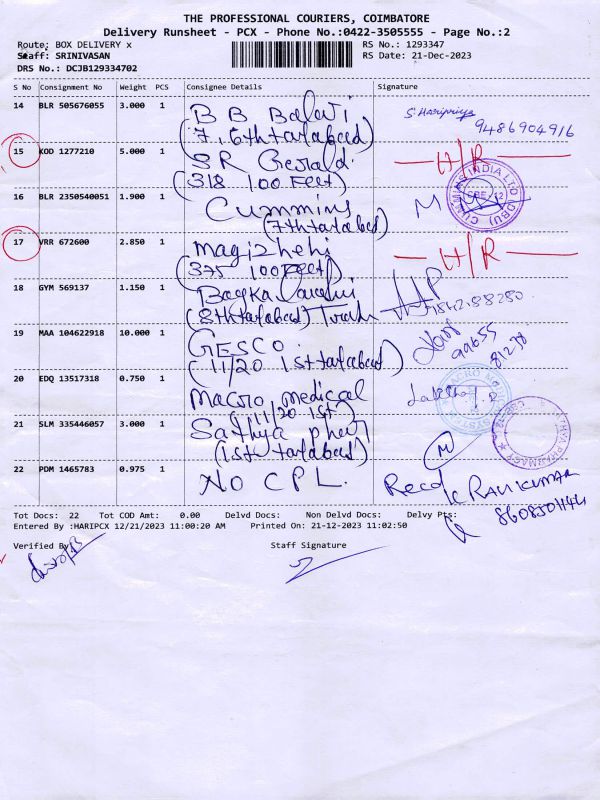 THE PROFESSIONAL COURIERS, COIMBATORE
Delivery Runsheet - PCX - Phone No.:0422-3505555 - Page No.:2
Route: BOX DELIVERY x RS No.: 1293347
Staff: SRINIVASAN RS Date: 21-Dec-2023
DRS No.: DCJB129334702
S No Consignment No Weight PCS Consignee Details Signature
14 BLR 505676055 3.000 1 B B Balaji S. Haripriya
(7, 6th tatabad) 9486904916
15 KOD 1277210 5.000 1 SR Gerald H/R
(318 100 Feet)
16 BLR 2350540051 1.900 1 Cummins M CUMMINS INDIA LTD (DBU)
(7th tatabad)
17 VRR 672600 2.850 1 magizhchi H/R
(375 100 Feet)
18 GYM 569137 1.150 1
(8th tatabad)
19 MAA 104622918 10.000 1 GESCO 99655
(11/20 1st tatabad) 81238
20 EDQ 13517318 0.750 1 Macro medical
(11/20 1st)
21 SLM 335446057 3.000 1 Sathya M
(1st tatabad)
22 PDM 1465783 0.975 1 NO CPL. Recd K RAVIKUMAR
8608501144
Tot Docs: 22 Tot COD Amt: 0.00 Delvd Docs: Non Delvd Docs: Delvy Pts:
Entered By :HARIPCX 12/21/2023 11:00:20 AM Printed On: 21-12-2023 11:02:50
Verified By Staff Signature